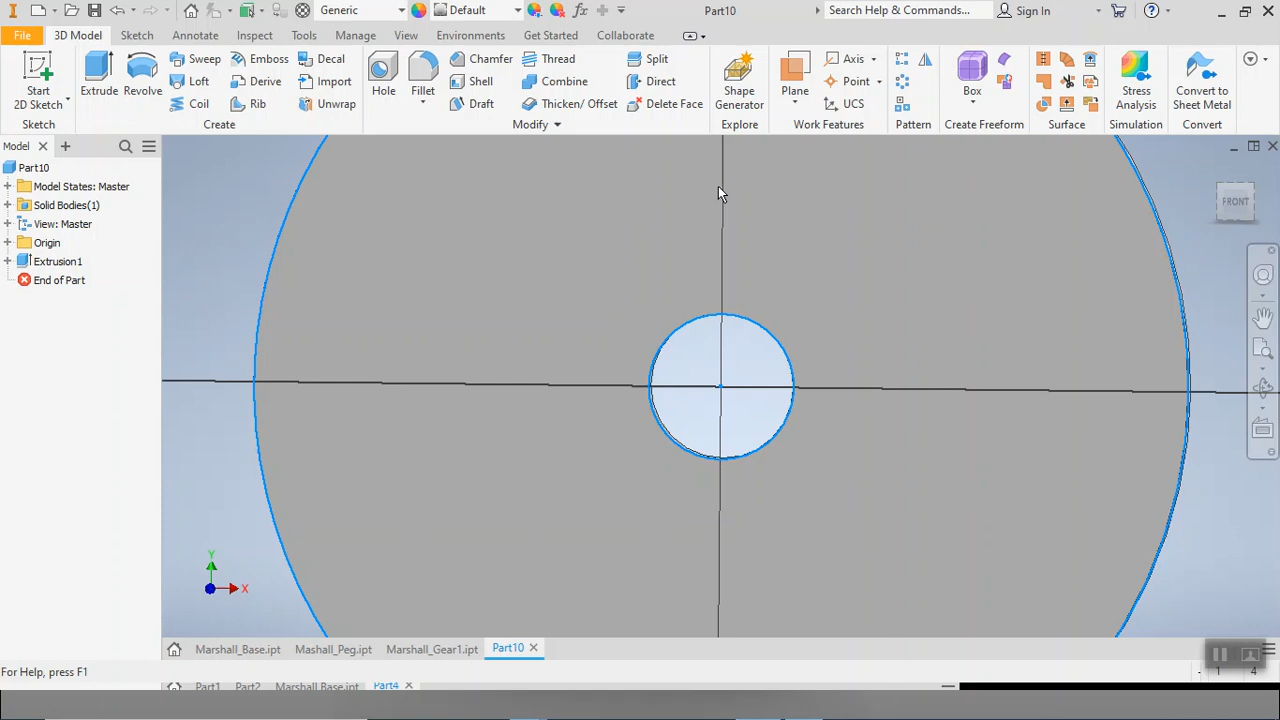 Generic
Default
Part10
Search Help & Commands...
Sign In
File
3D Model
Sketch
Annotate
Inspect
Tools
Manage
View
Environments
Get Started
Collaborate
Start
2D Sketch
Extrude
Revolve
Sweep
Loft
Coil
Emboss
Derive
Rib
Decal
Import
Unwrap
Hole
Fillet
Chamfer
Shell
Draft
Thread
Combine
Thicken/ Offset
Split
Direct
Delete Face
Shape
Generator
Plane
Axis
Point
UCS
Box
Stress
Analysis
Convert to
Sheet Metal
Sketch
Create
Modify
Explore
Work Features
Pattern
Create Freeform
Surface
Simulation
Convert
Model
Part10
Model States: Master
Solid Bodies(1)
View: Master
Origin
Extrusion1
End of Part
FRONT
Y
X
Marshall_Base.ipt
Mashall_Peg.ipt
Marshall_Gear1.ipt
Part10
For Help, press F1
1 4
Part1
Part2
Marshall Base.ipt
Part4